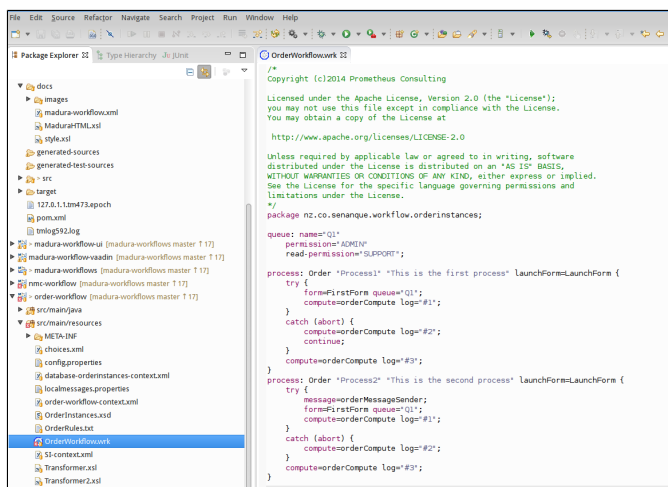 File Edit Source Refactor Navigate Search Project Run Window Help
Package Explorer Type Hierarchy JUnit
docs
images
madura-workflow.xml
MaduraHTML.xsl
style.xsl
generated-sources
generated-test-sources
> src
target
127.0.1.1.tm473.epoch
pom.xml
tmlog592.log
> madura-workflow-ui [madura-workflows master ↑17]
madura-workflow-vaadin [madura-workflows master ↑17]
> madura-workflows [madura-workflows master ↑17]
nmc-workflow [madura-workflows master ↑17]
> order-workflow [madura-workflows master ↑17]
src/main/java
src/main/resources
META-INF
choices.xml
config.properties
database-orderinstances-context.xml
localmessages.properties
order-workflow-context.xml
OrderInstances.xsd
OrderRules.txt
OrderWorkflow.wrk
SI-context.xml
Transformer.xsl
Transformer2.xsl
OrderWorkflow.wrk
/*
Copyright (c)2014 Prometheus Consulting
Licensed under the Apache License, Version 2.0 (the "License");
you may not use this file except in compliance with the License.
You may obtain a copy of the License at
http://www.apache.org/licenses/LICENSE-2.0
Unless required by applicable law or agreed to in writing, software
distributed under the License is distributed on an "AS IS" BASIS,
WITHOUT WARRANTIES OR CONDITIONS OF ANY KIND, either express or implied.
See the License for the specific language governing permissions and
limitations under the License.
*/
package nz.co.senanque.workflow.orderinstances;
queue: name="Q1"
permission="ADMIN"
read-permission="SUPPORT";
process: Order "Process1" "This is the first process" launchForm=LaunchForm {
try {
form=FirstForm queue="Q1";
compute=orderCompute log="#1";
}
catch (abort) {
compute=orderCompute log="#2";
continue;
}
compute=orderCompute log="#3";
}
process: Order "Process2" "This is the second process" launchForm=LaunchForm {
try {
message=orderMessageSender;
form=FirstForm queue="Q1";
compute=orderCompute log="#1";
}
catch (abort) {
compute=orderCompute log="#2";
}
compute=orderCompute log="#3";
}